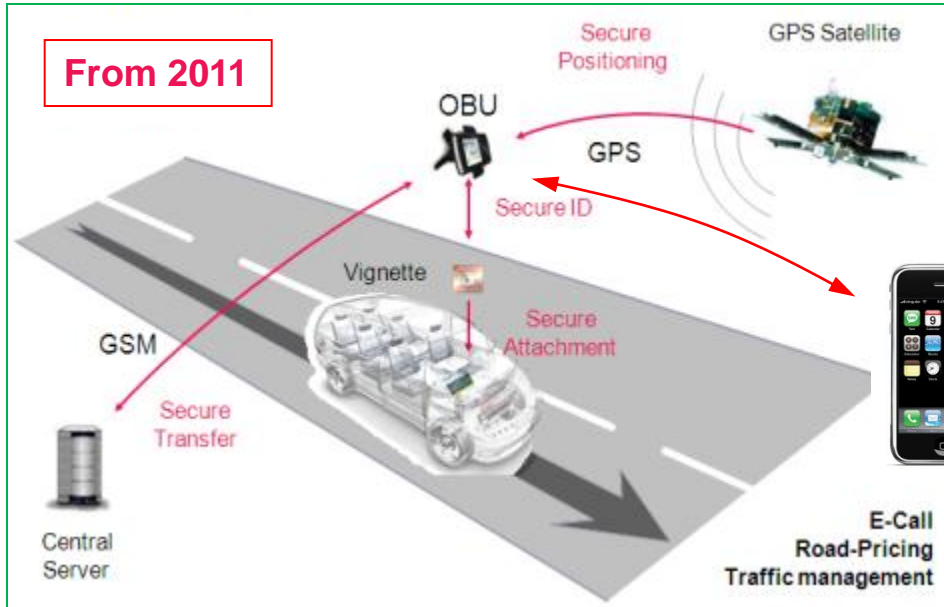 From 2011
Secure
Positioning
GPS Satellite
OBU
GPS
Secure ID
Vignette
Secure
Attachment
GSM
Secure
Transfer
Central
Server
9
E-Call
Road-Pricing
Traffic management